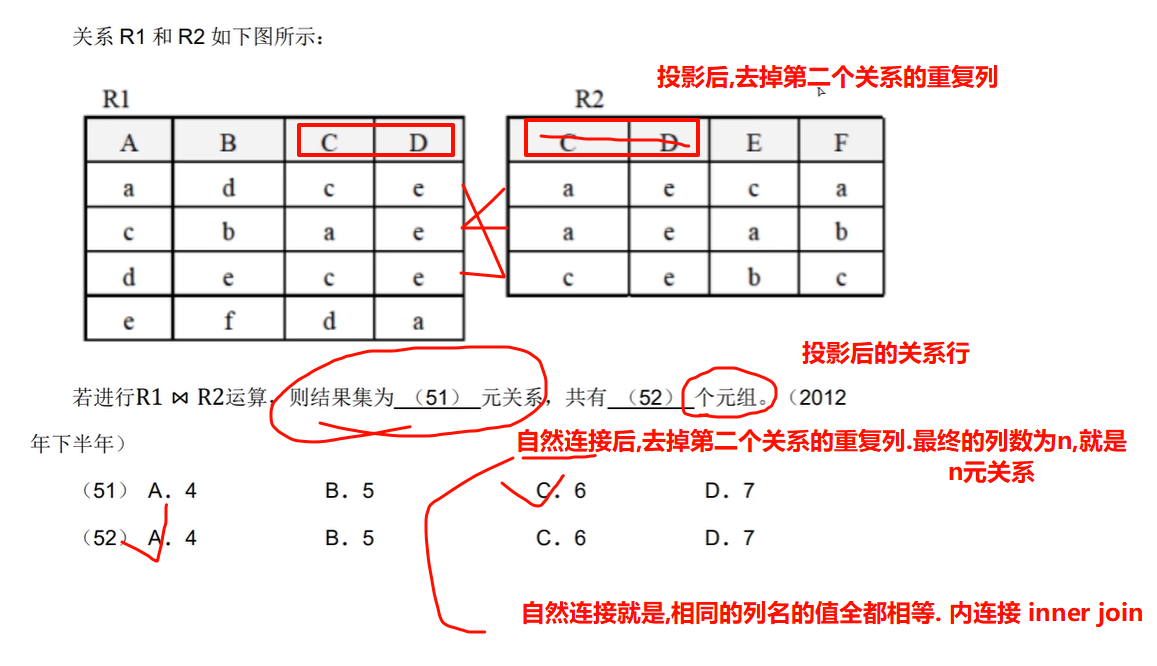 关系 R1 和 R2 如下图所示：
投影后,去掉第二个关系的重复列
R1
R2
A B C D
C D E F
a d c e
a e c a
c b a e
a e a b
d e c e
c e b c
e f d a
投影后的关系行
若进行R1 ⋈ R2运算，则结果集为 （51） 元关系，共有 （52） 个元组。（2012
年下半年）
自然连接后,去掉第二个关系的重复列.最终的列数为n,就是
n元关系
（51） A．4 B．5 C．6 D．7
（52） A．4 B．5 C．6 D．7
自然连接就是,相同的列名的值全都相等. 内连接 inner join